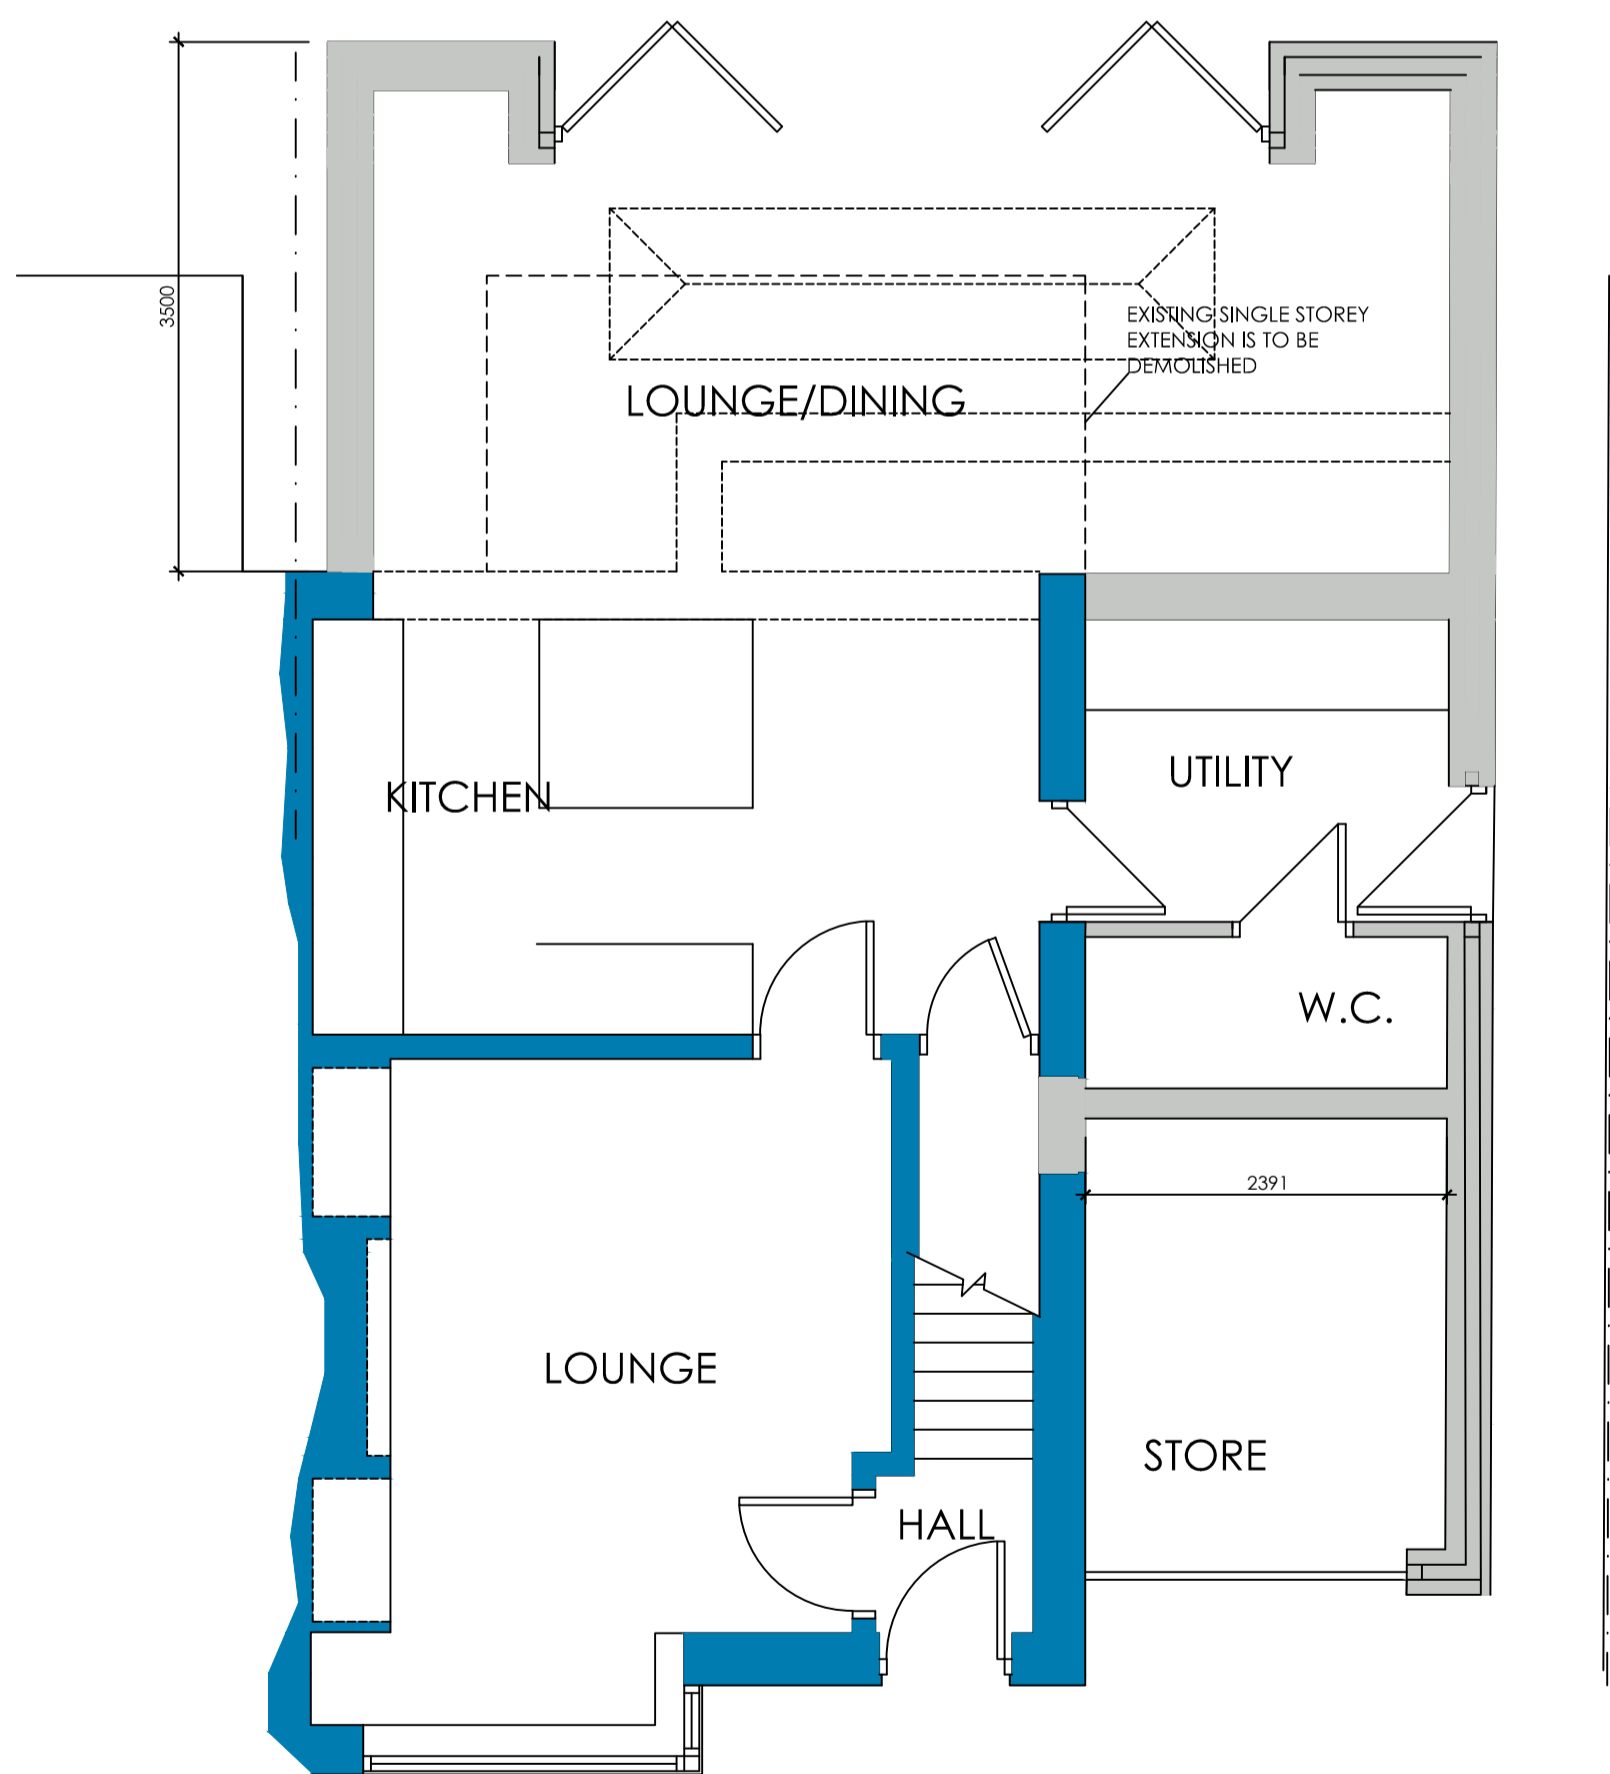 3500
EXISTING SINGLE STOREY
EXTENSION IS TO BE
DEMOLISHED
LOUNGE/DINING
KITCHEN
UTILITY
W.C.
2391
LOUNGE
STORE
HALL